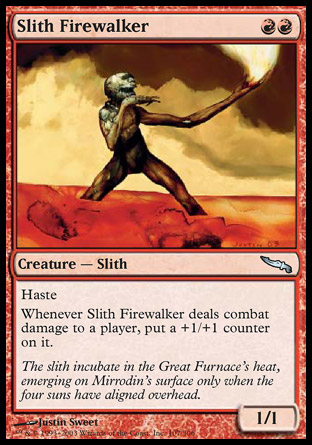 Slith Firewalker
JUSTIN 03
Creature — Slith
Haste
Whenever Slith Firewalker deals combat
damage to a player, put a +1/+1 counter
on it.
The slith incubate in the Great Furnace's heat,
emerging on Mirrodin's surface only when the
four suns have aligned overhead.
Justin Sweet
1/1